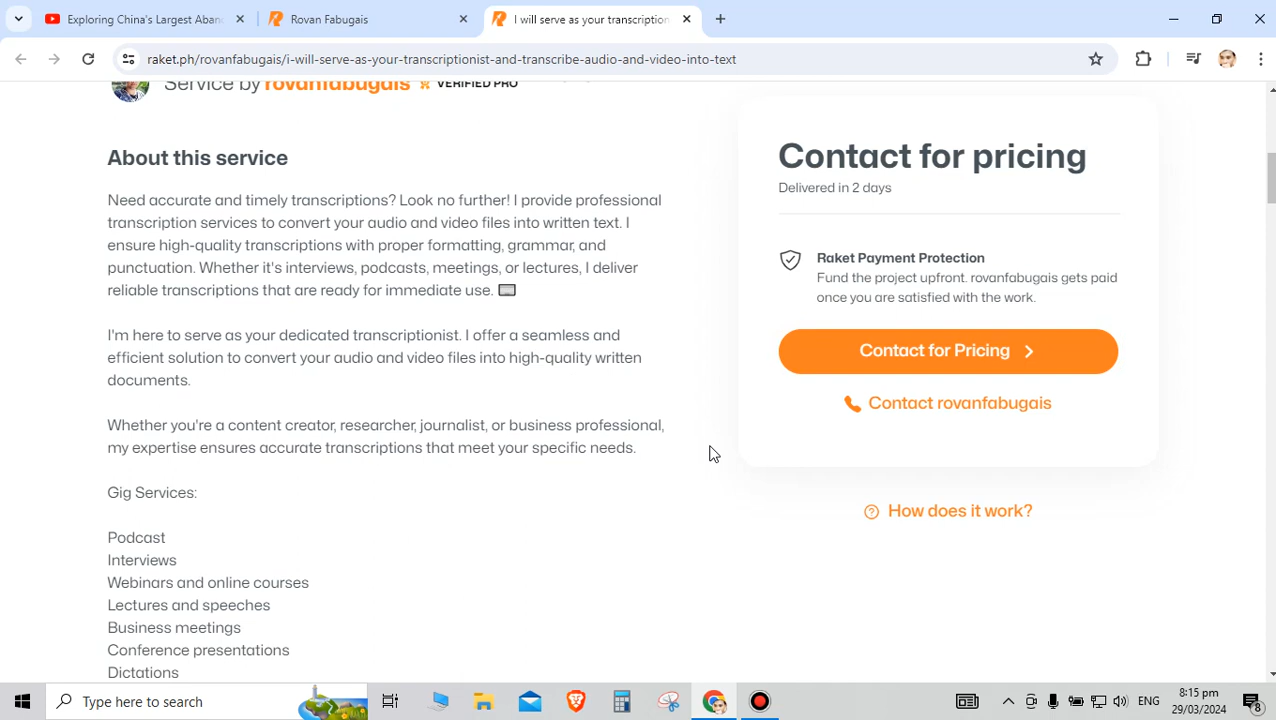 Exploring China's Largest Aban
Rovan Fabugais
I will serve as your transcription
raket.ph/rovanfabugais/i-will-serve-as-your-transcriptionist-and-transcribe-audio-and-video-into-text
Service by rovanfabugais VERIFIED PRO
About this service
Need accurate and timely transcriptions? Look no further! I provide professional
transcription services to convert your audio and video files into written text. I
ensure high-quality transcriptions with proper formatting, grammar, and
punctuation. Whether it's interviews, podcasts, meetings, or lectures, I deliver
reliable transcriptions that are ready for immediate use.
I'm here to serve as your dedicated transcriptionist. I offer a seamless and
efficient solution to convert your audio and video files into high-quality written
documents.
Whether you're a content creator, researcher, journalist, or business professional,
my expertise ensures accurate transcriptions that meet your specific needs.
Gig Services:
Podcast
Interviews
Webinars and online courses
Lectures and speeches
Business meetings
Conference presentations
Dictations
Contact for pricing
Delivered in 2 days
Raket Payment Protection
Fund the project upfront. rovanfabugais gets paid
once you are satisfied with the work.
Contact for Pricing
Contact rovanfabugais
How does it work?
Type here to search
ENG
8:15 pm
29/03/2024
8